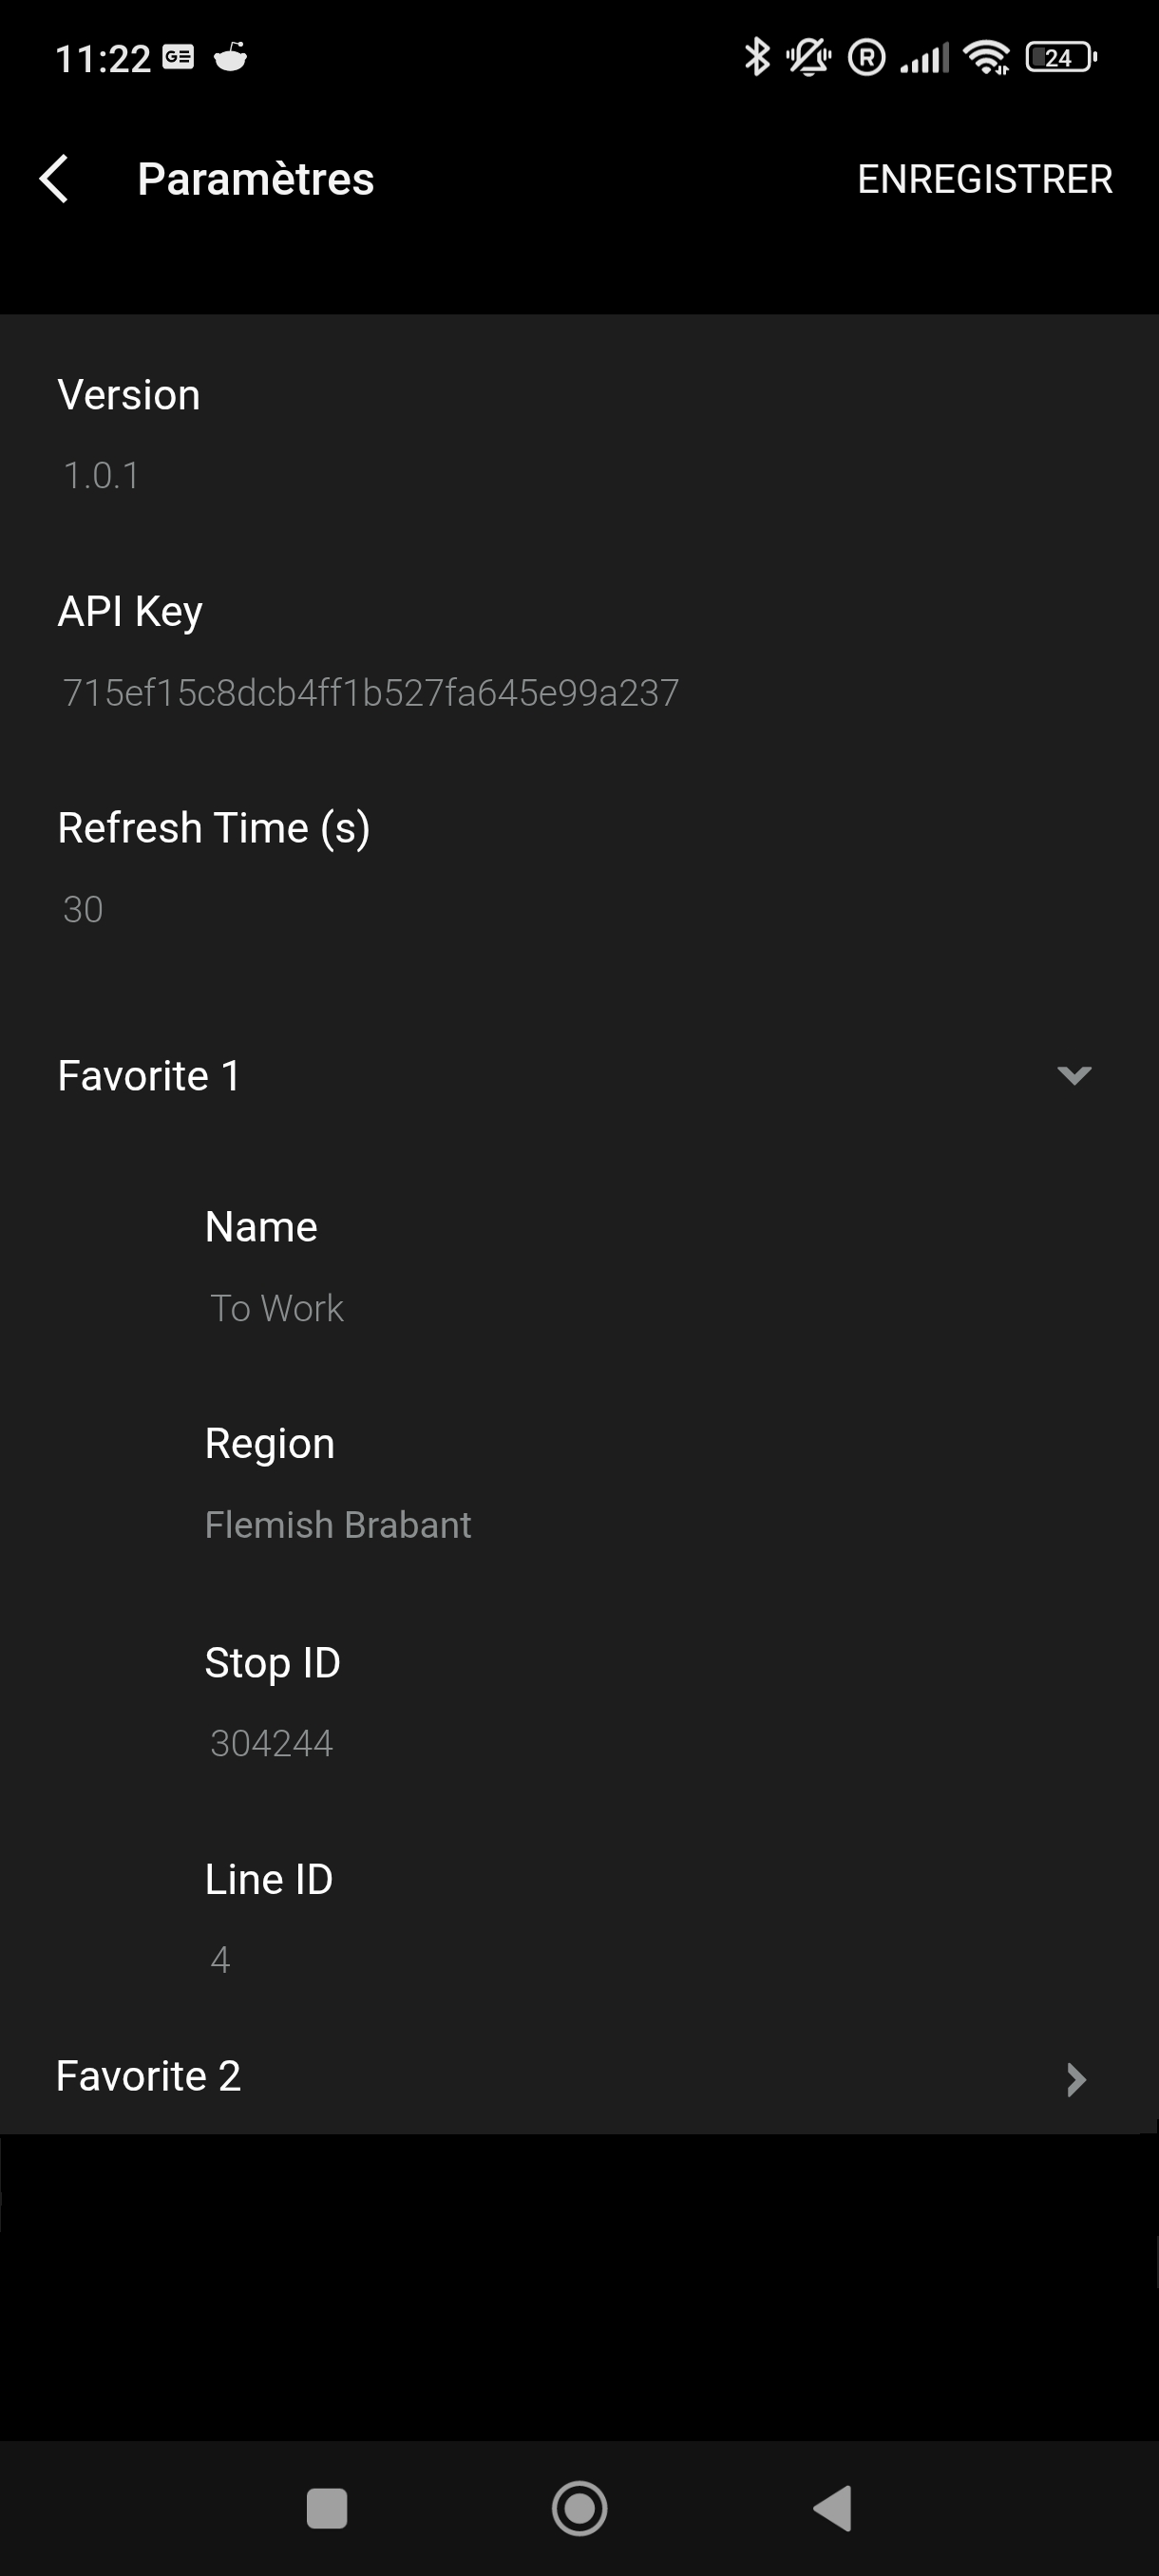 11:22
24
Paramètres
ENREGISTRER
Version
1.0.1
API Key
715ef15c8dcb4ff1b527fa645e99a237
Refresh Time (s)
30
Favorite 1
Name
To Work
Region
Flemish Brabant
Stop ID
304244
Line ID
4
Favorite 2